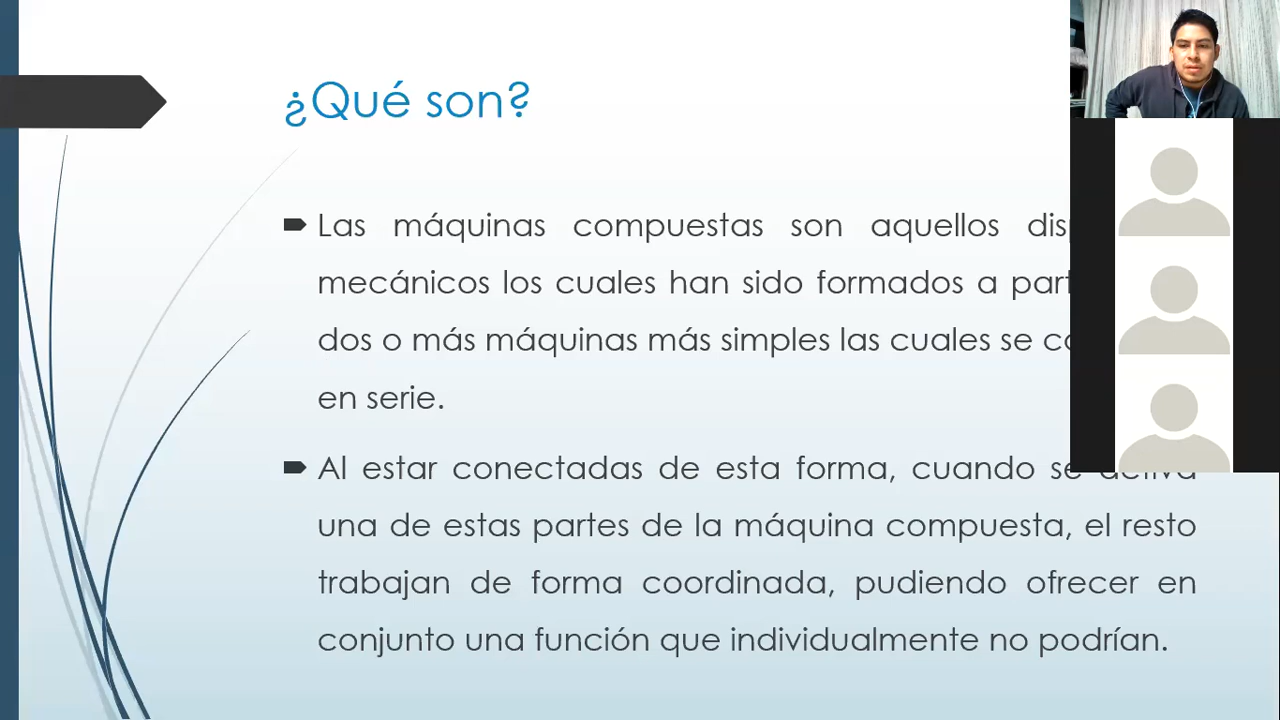 ¿Qué son?
Las máquinas compuestas son aquellos
mecánicos los cuales han sido formados a
dos o más máquinas más simples las cuales se
en serie.
Al estar conectadas de esta forma, cuando se activa
una de estas partes de la máquina compuesta, el resto
trabajan de forma coordinada, pudiendo ofrecer en
conjunto una función que individualmente no podrían.